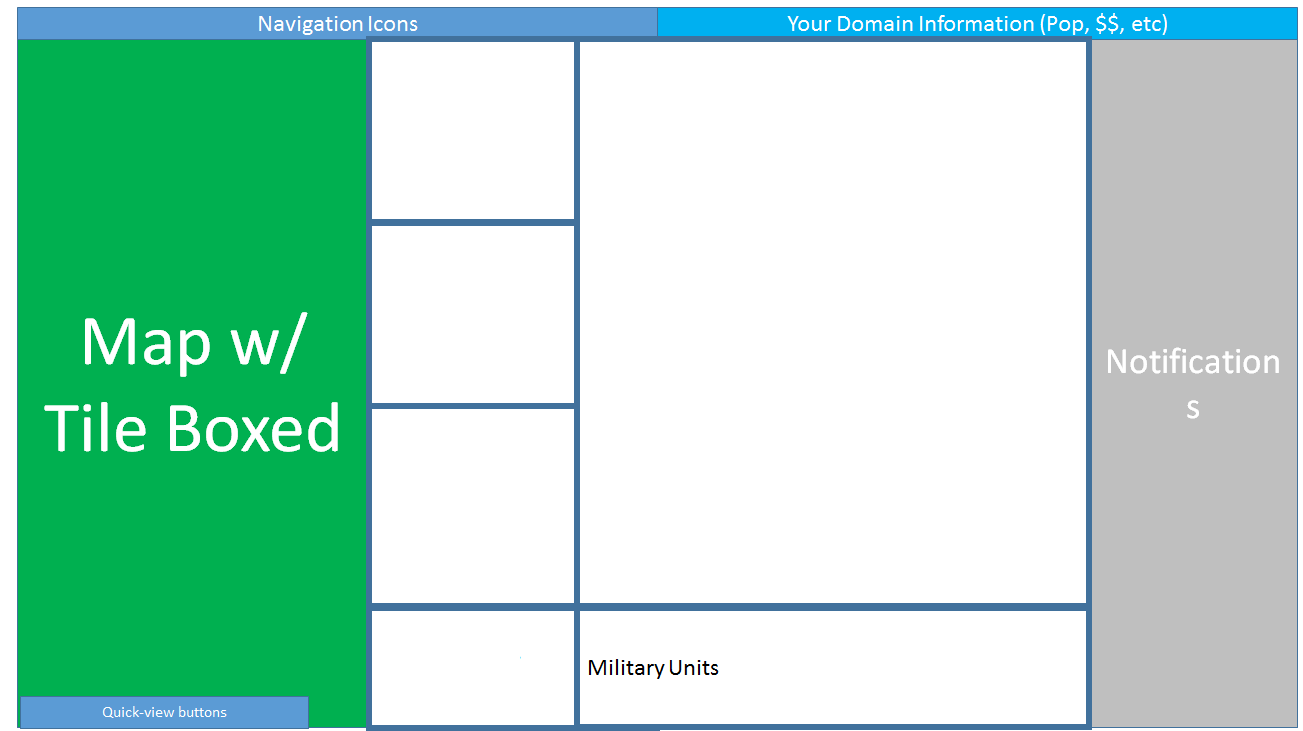 Navigation Icons
Your Domain Information (Pop, $$, etc)
Map w/
Tile Boxed
Notification
s
Military Units
Quick-view buttons